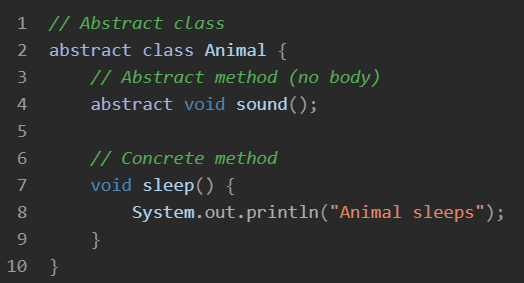 1 // Abstract class
2 abstract class Animal {
3     // Abstract method (no body)
4     abstract void sound();
5
6     // Concrete method
7     void sleep() {
8         System.out.println("Animal sleeps");
9     }
10 }